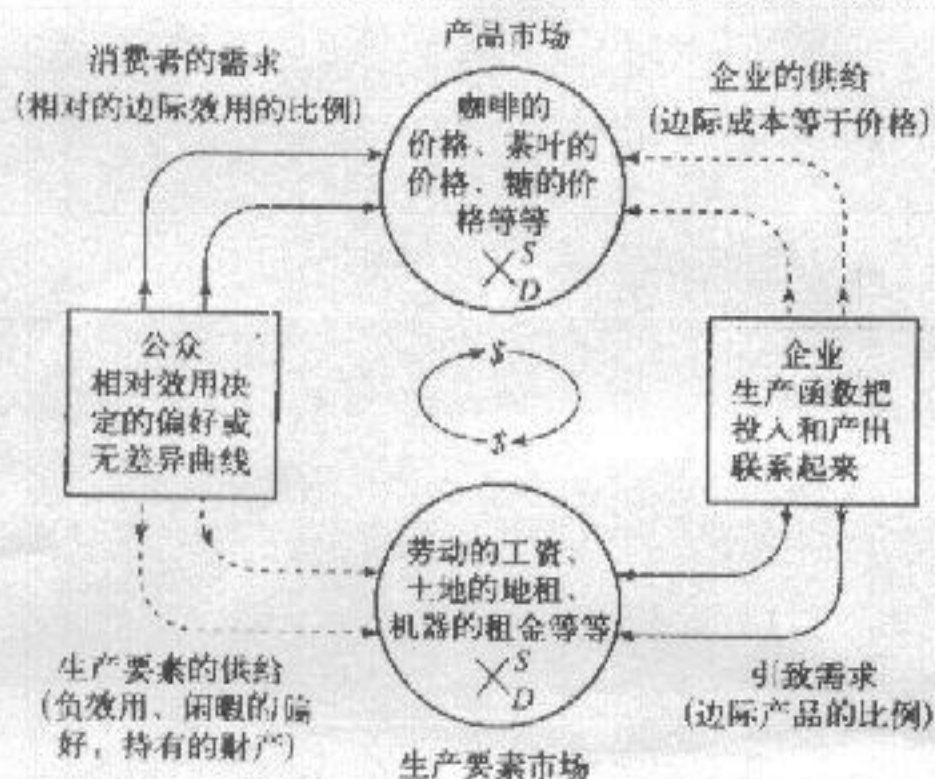 产品市场
消费者的需求
(相对的边际效用的比例)
企业的供给
(边际成本等于价格)
咖啡的
价格、茶叶的
价格、糖的价
格等等
S
D
公众
相对效用决
定的偏好或
无差异曲线
$
$
企业
生产函数把
投入和产出
联系起来
劳动的工资、
土地的地租、
机器的租金等等
S
D
生产要素的供给
(负效用、闲暇的偏
好，持有的财产)
引致需求
(边际产品的比例)
生产要素市场